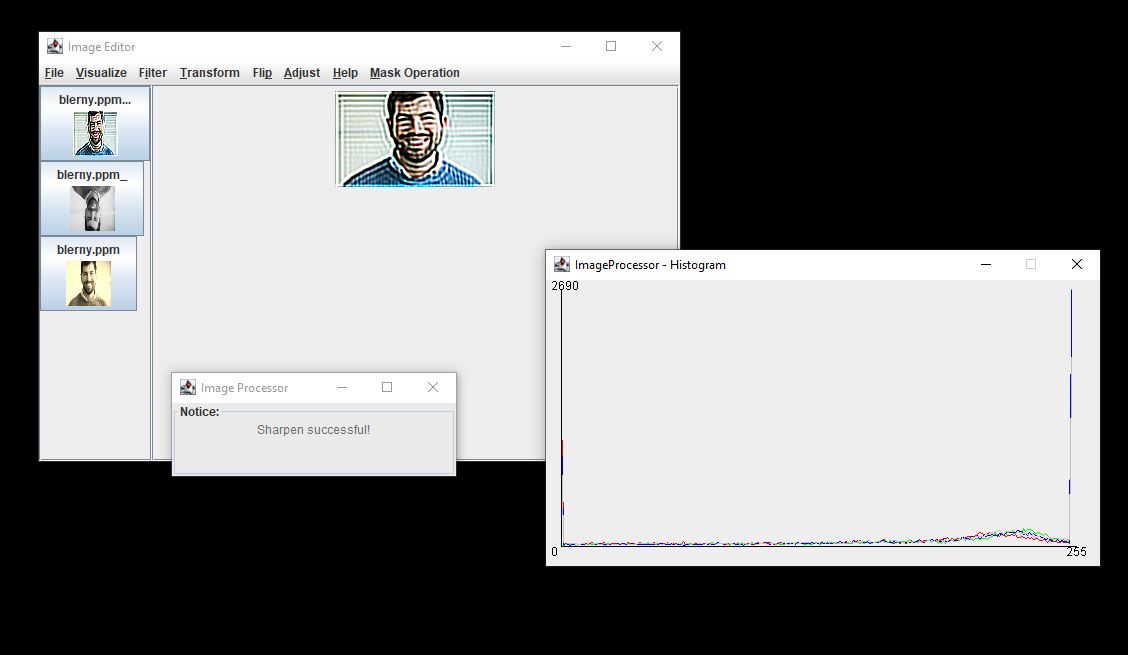 Image Editor
File Visualize Filter Transform Flip Adjust Help Mask Operation
blerny.ppm...
blerny.ppm_
blerny.ppm
Image Processor
Notice:
Sharpen successful!
ImageProcessor - Histogram
2690
0 255